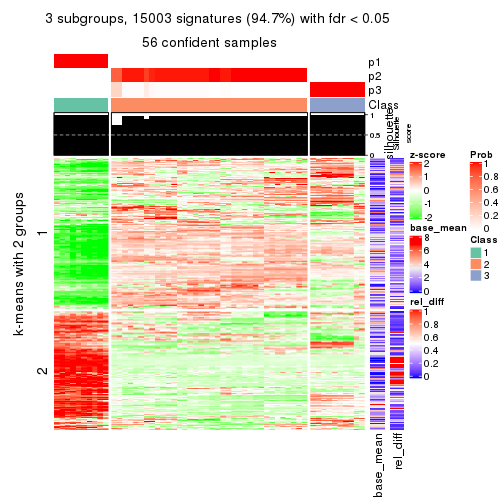 3 subgroups, 15003 signatures (94.7%) with fdr < 0.05
56 confident samples
p1
p2
p3
Class
1
0.5
0
silhouette
Silhouette
score
k-means with 2 groups
1
2
base_mean
rel_diff
z-score
2
1
0
-1
-2
base_mean
8
6
4
2
0
rel_diff
1
0.8
0.6
0.4
0.2
0
Prob
1
0.8
0.6
0.4
0.2
0
Class
1
2
3